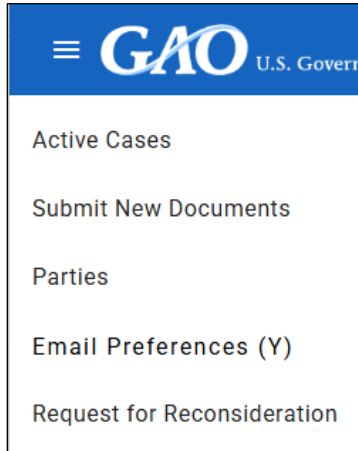 GAO U.S. Govern
Active Cases
Submit New Documents
Parties
Email Preferences (Y)
Request for Reconsideration